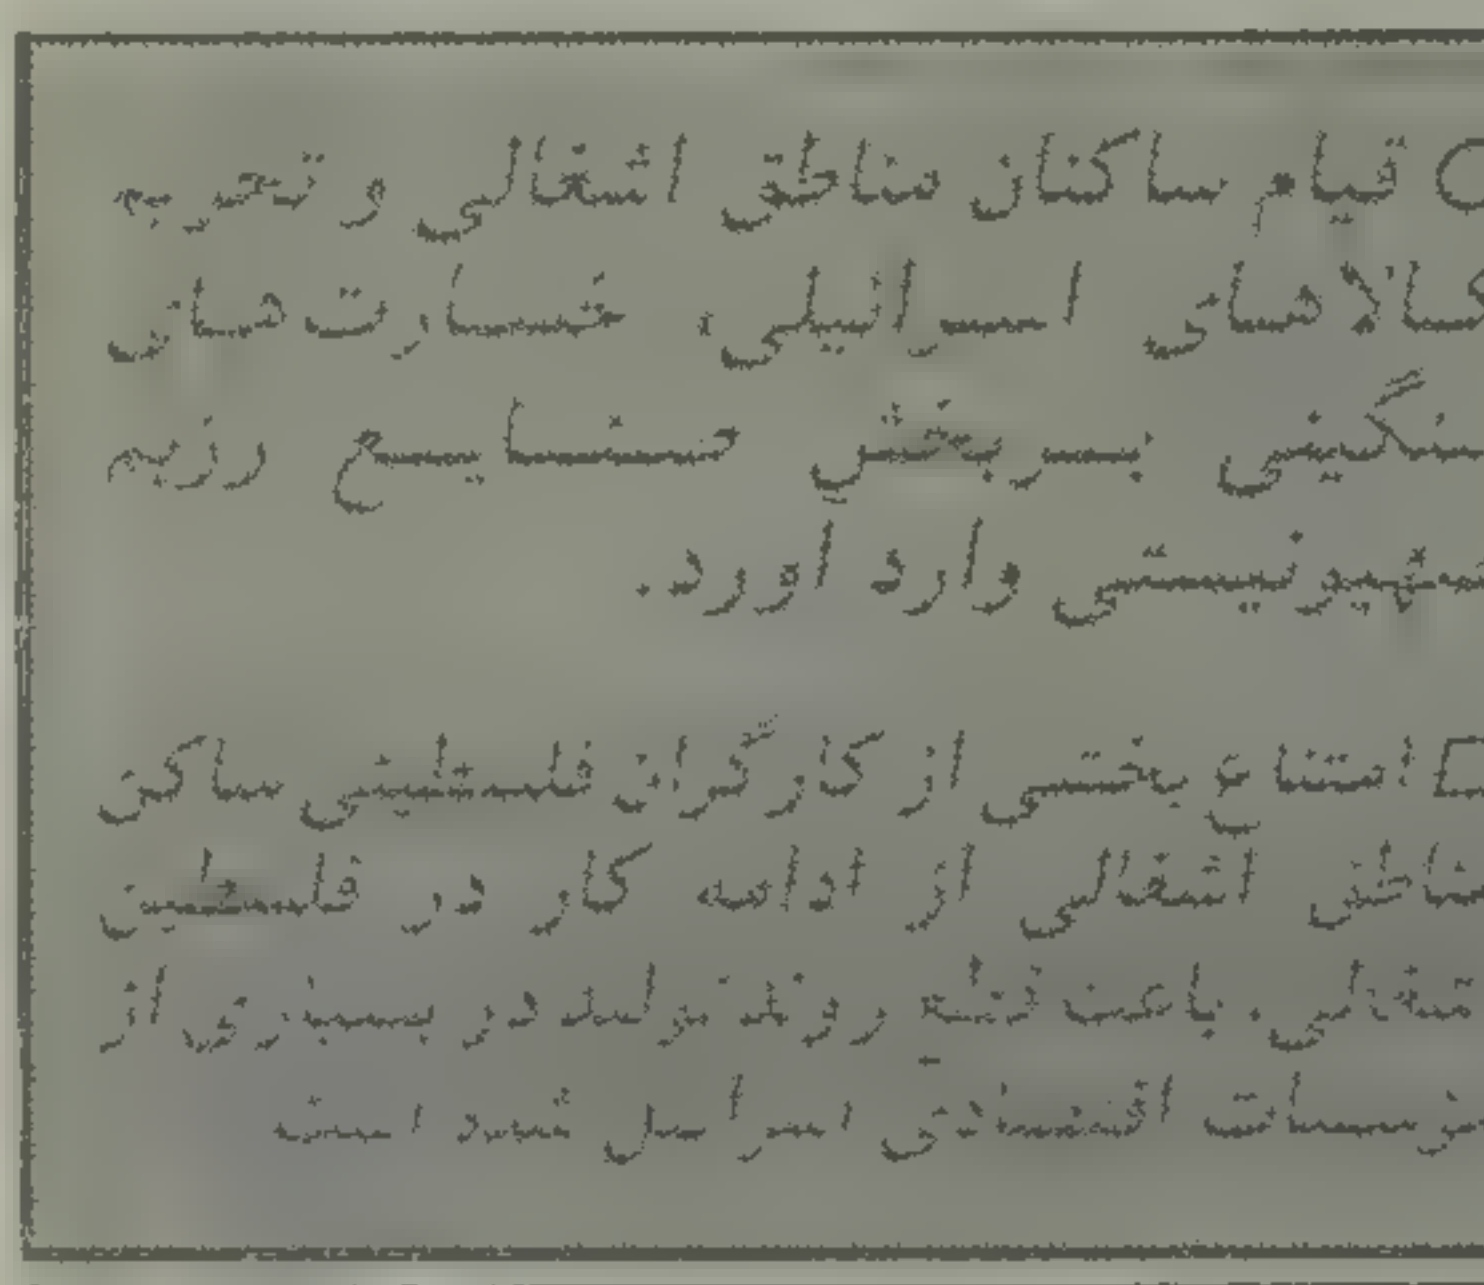 ○ قیام ساکنان مناطق اشغالی و تحریم
کالاهای اسرائیلی، خسارت‌های
سنگینی بر بخش صنایع رژیم
صهیونیستی وارد آورد.
□ امتناع بخشی از کارگران فلسطینی ساکن
مناطق اشغالی از ادامه کار در فلسطین
اشغالی، باعث قطع روند تولید در بسیاری از
موسسات اقتصادی اسرائیل شده است